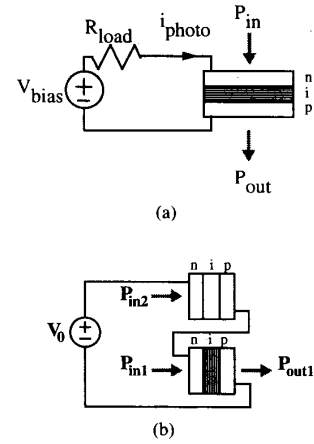 R_load
i_photo
P_in
V_bias
+
−
n
i
p
P_out
(a)
n i p
P_in2
V_0
+
−
n i p
P_in1
P_out1
(b)